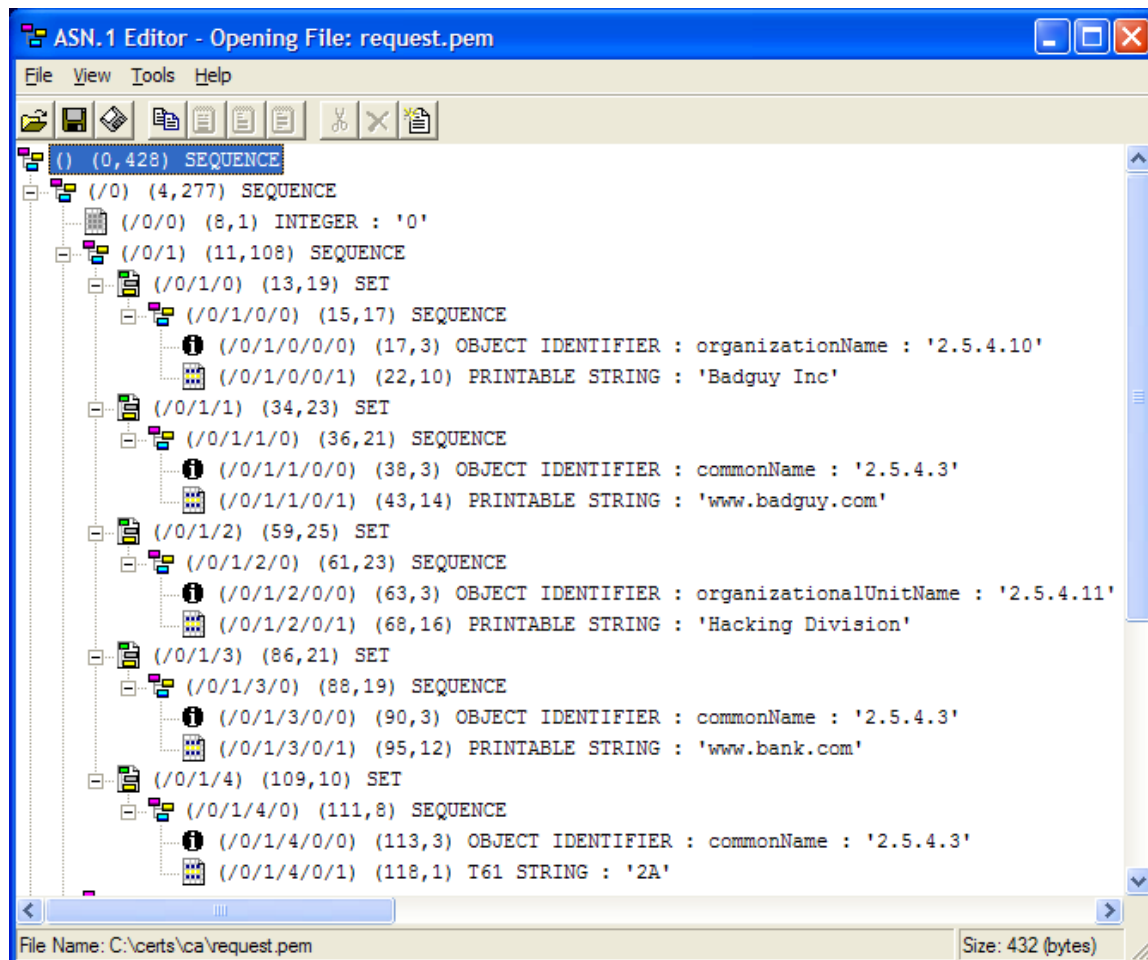 ASN.1 Editor - Opening File: request.pem
File View Tools Help
() (0,428) SEQUENCE
(/0) (4,277) SEQUENCE
(/0/0) (8,1) INTEGER : '0'
(/0/1) (11,108) SEQUENCE
(/0/1/0) (13,19) SET
(/0/1/0/0) (15,17) SEQUENCE
(/0/1/0/0/0) (17,3) OBJECT IDENTIFIER : organizationName : '2.5.4.10'
(/0/1/0/0/1) (22,10) PRINTABLE STRING : 'Badguy Inc'
(/0/1/1) (34,23) SET
(/0/1/1/0) (36,21) SEQUENCE
(/0/1/1/0/0) (38,3) OBJECT IDENTIFIER : commonName : '2.5.4.3'
(/0/1/1/0/1) (43,14) PRINTABLE STRING : 'www.badguy.com'
(/0/1/2) (59,25) SET
(/0/1/2/0) (61,23) SEQUENCE
(/0/1/2/0/0) (63,3) OBJECT IDENTIFIER : organizationalUnitName : '2.5.4.11'
(/0/1/2/0/1) (68,16) PRINTABLE STRING : 'Hacking Division'
(/0/1/3) (86,21) SET
(/0/1/3/0) (88,19) SEQUENCE
(/0/1/3/0/0) (90,3) OBJECT IDENTIFIER : commonName : '2.5.4.3'
(/0/1/3/0/1) (95,12) PRINTABLE STRING : 'www.bank.com'
(/0/1/4) (109,10) SET
(/0/1/4/0) (111,8) SEQUENCE
(/0/1/4/0/0) (113,3) OBJECT IDENTIFIER : commonName : '2.5.4.3'
(/0/1/4/0/1) (118,1) T61 STRING : '2A'
File Name: C:\certs\ca\request.pem
Size: 432 (bytes)